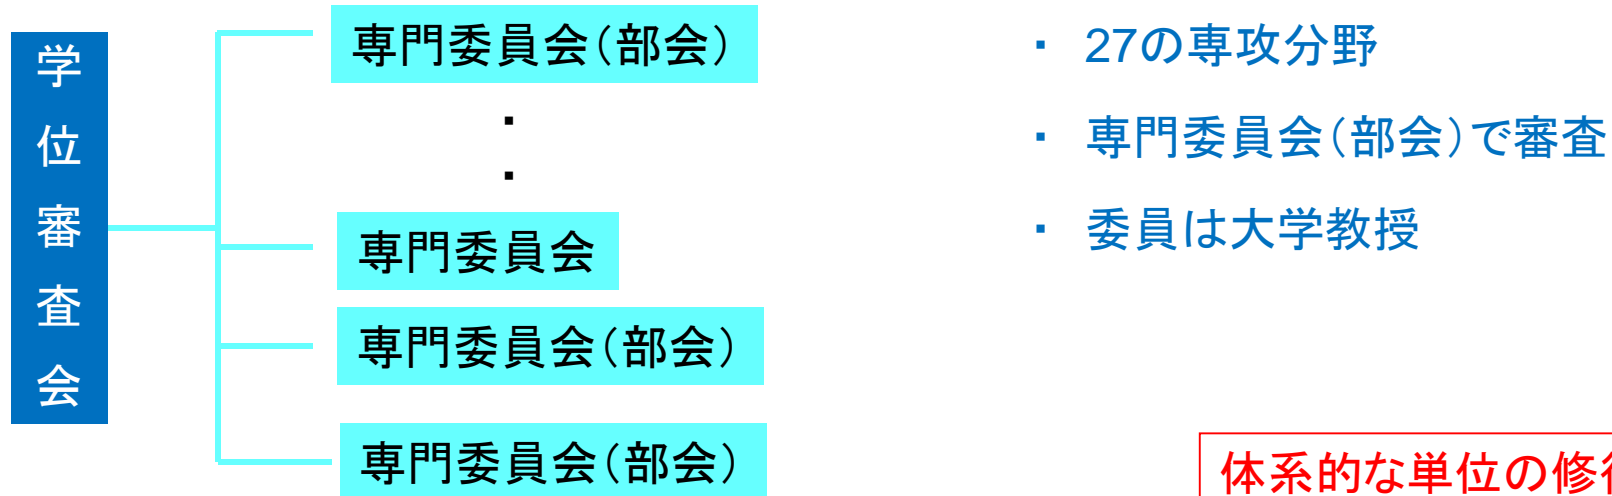 学位審査会
専門委員会（部会）
・
・
専門委員会
専門委員会（部会）
専門委員会（部会）
・ 27の専攻分野
・ 専門委員会（部会）で審査
・ 委員は大学教授
体系的な単位の修得